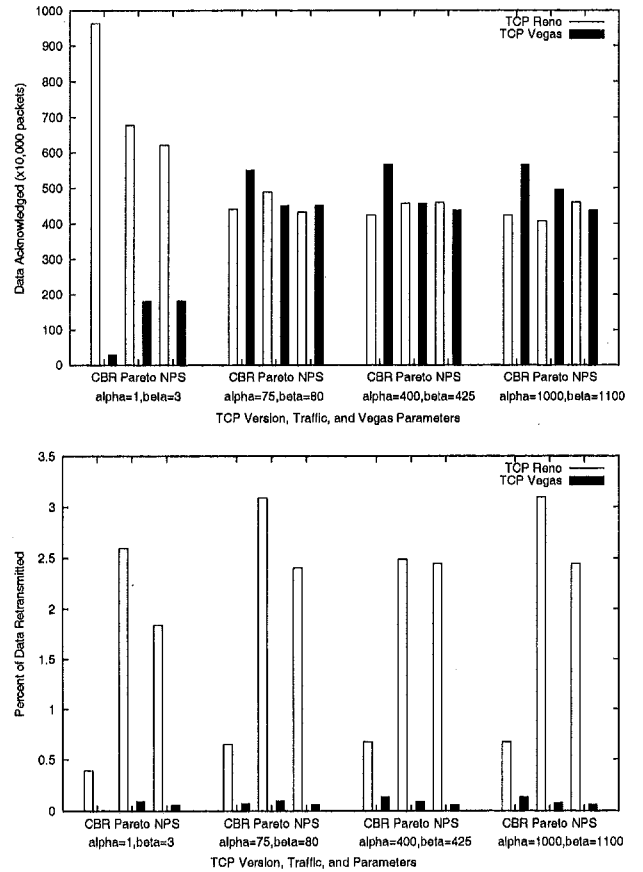 1000
900
800
700
600
500
400
300
200
100
0
Data Acknowledged (x10,000 packets)
TCP Reno
TCP Vegas
CBR Pareto NPS CBR Pareto NPS CBR Pareto NPS CBR Pareto NPS
alpha=1,beta=3 alpha=75,beta=80 alpha=400,beta=425 alpha=1000,beta=1100
TCP Version, Traffic, and Vegas Parameters
3.5
3
2.5
2
1.5
1
0.5
0
Percent of Data Retransmitted
TCP Reno
TCP Vegas
CBR Pareto NPS CBR Pareto NPS CBR Pareto NPS CBR Pareto NPS
alpha=1,beta=3 alpha=75,beta=80 alpha=400,beta=425 alpha=1000,beta=1100
TCP Version, Traffic, and Parameters